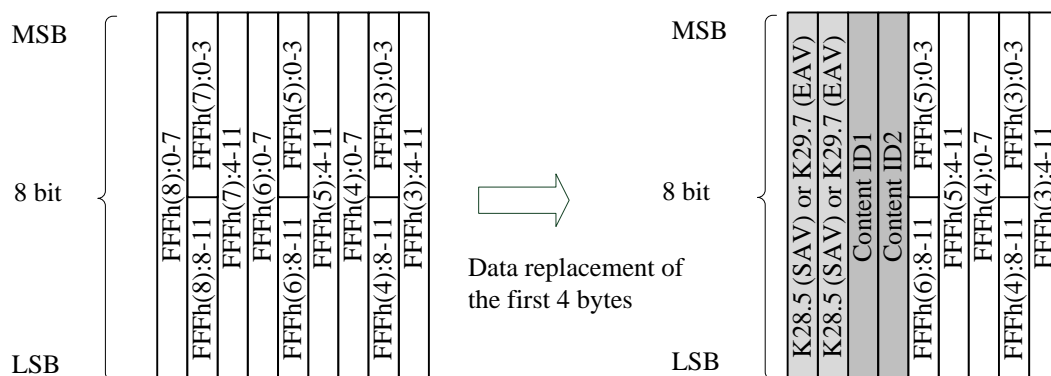 MSB
8 bit
LSB
FFFh(8):0-7
FFFh(7):0-3
FFFh(8):8-11
FFFh(7):4-11
FFFh(6):0-7
FFFh(5):0-3
FFFh(6):8-11
FFFh(5):4-11
FFFh(4):0-7
FFFh(3):0-3
FFFh(4):8-11
FFFh(3):4-11
Data replacement of
the first 4 bytes
MSB
8 bit
LSB
K28.5 (SAV) or K29.7 (EAV)
K28.5 (SAV) or K29.7 (EAV)
Content ID1
Content ID2
FFFh(5):0-3
FFFh(6):8-11
FFFh(5):4-11
FFFh(4):0-7
FFFh(3):0-3
FFFh(4):8-11
FFFh(3):4-11